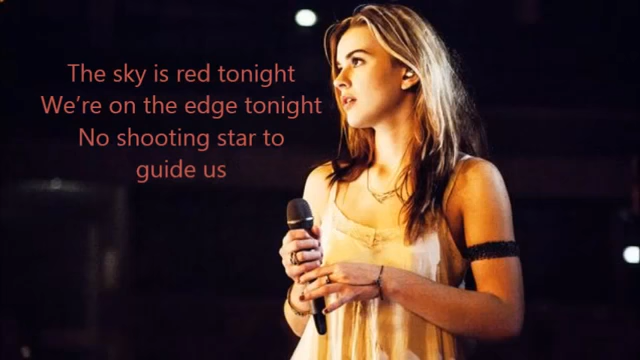 The sky is red tonight
We’re on the edge tonight
No shooting star to
guide us